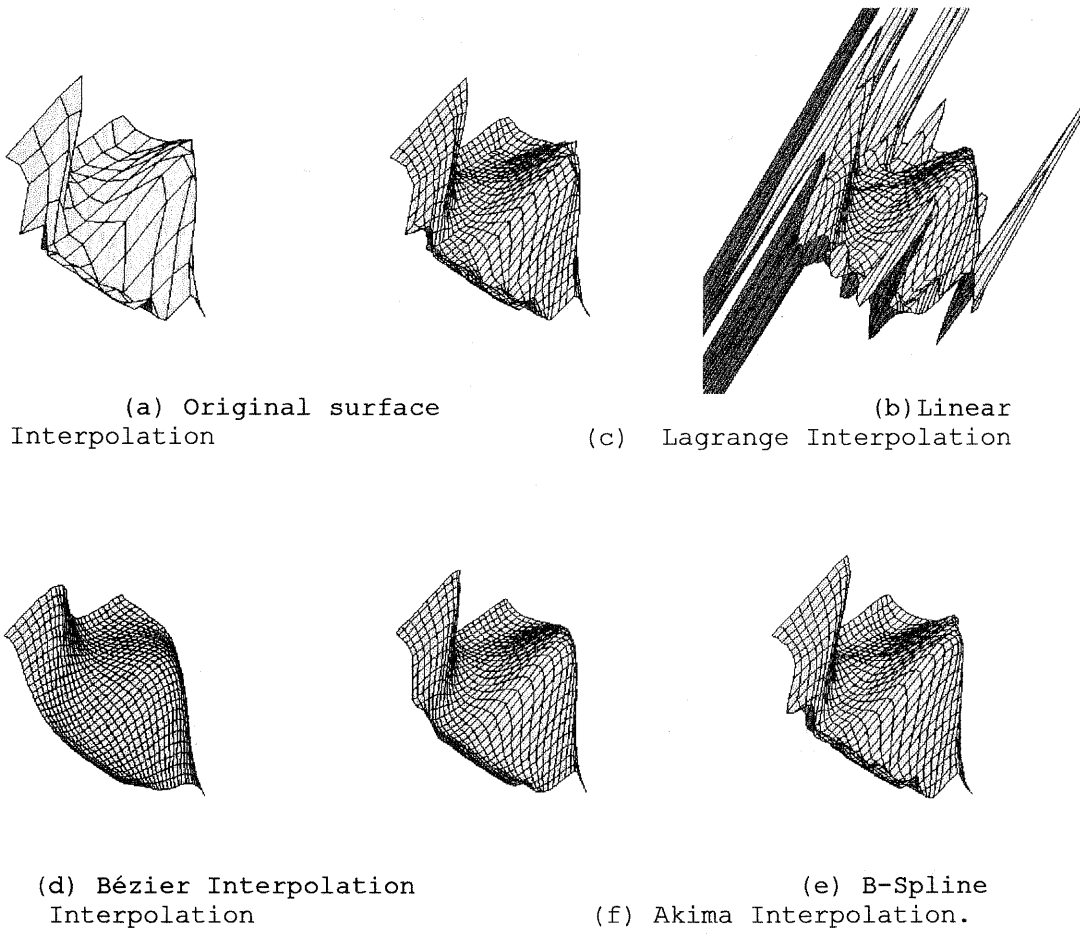 (a) Original surface (b)Linear
Interpolation (c) Lagrange Interpolation
(d) Bézier Interpolation (e) B-Spline
Interpolation (f) Akima Interpolation.